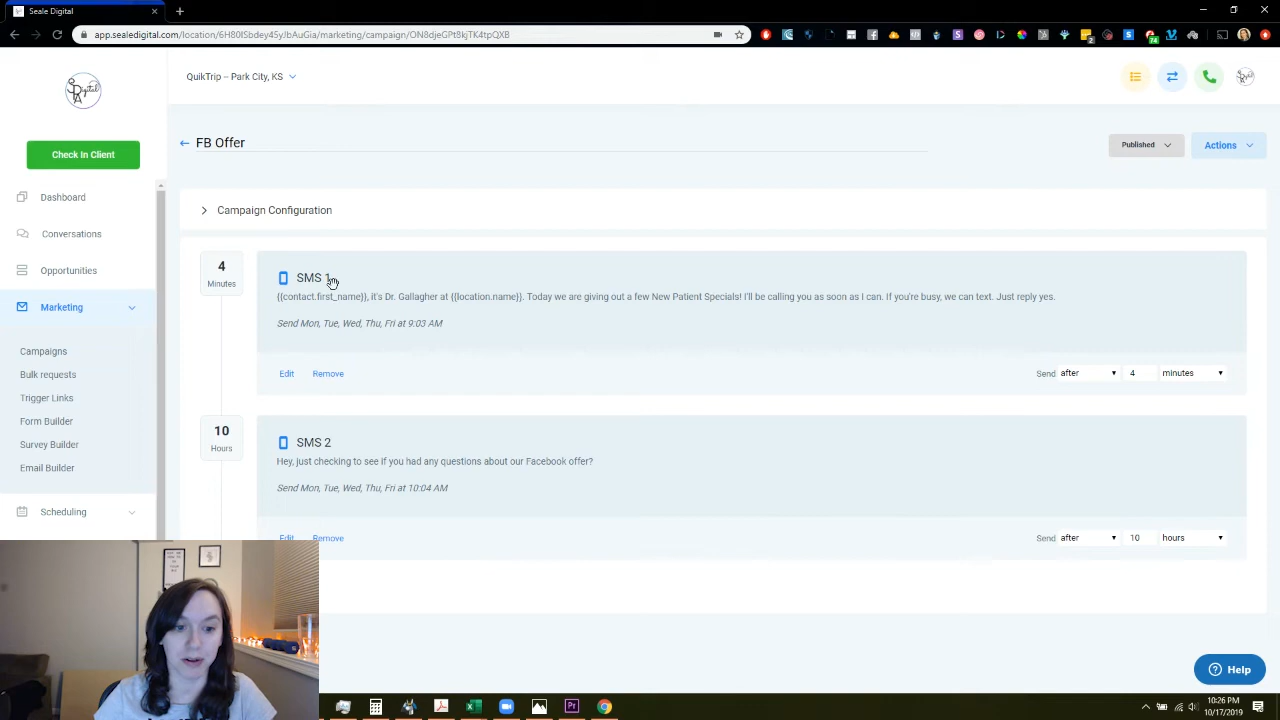 Seale Digital
app.sealedigital.com/location/6H80ISbdey45yJbAuGia/marketing/campaign/ON8djeGPt8kjTK4tpQXB
QuikTrip – Park City, KS
Check In Client
FB Offer
Published
Actions
Dashboard
Conversations
Opportunities
Marketing
Campaigns
Bulk requests
Trigger Links
Form Builder
Survey Builder
Email Builder
Scheduling
Campaign Configuration
4
Minutes
SMS 1
{{contact.first_name}}, it's Dr. Gallagher at {{location.name}}. Today we are giving out a few New Patient Specials! I'll be calling you as soon as I can. If you're busy, we can text. Just reply yes.
Send Mon, Tue, Wed, Thu, Fri at 9:03 AM
Edit Remove Send after 4 minutes
10
Hours
SMS 2
Hey, just checking to see if you had any questions about our Facebook offer?
Send Mon, Tue, Wed, Thu, Fri at 10:04 AM
Edit Remove Send after 10 hours
Help
10:26 PM
10/17/2019